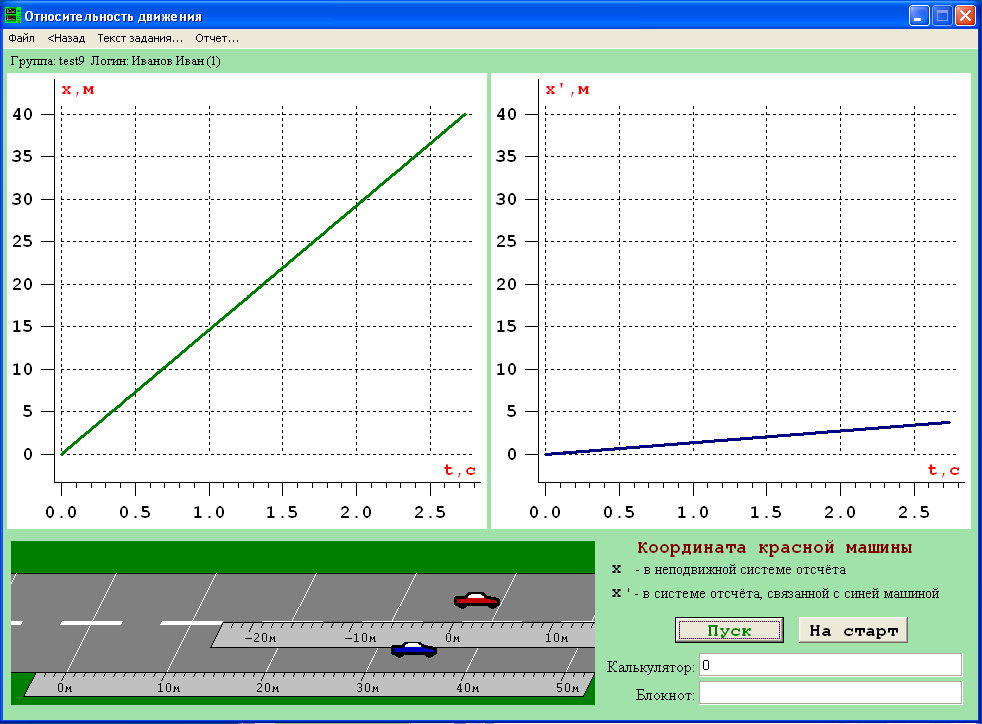 Относительность движения
Файл <Назад Текст задания... Отчет...
Группа: test9 Логин: Иванов Иван (1)
x,м
40
35
30
25
20
15
10
5
0
t,с
0.0 0.5 1.0 1.5 2.0 2.5
x',м
40
35
30
25
20
15
10
5
0
t,с
0.0 0.5 1.0 1.5 2.0 2.5
-20м -10м 0м 10м
0м 10м 20м 30м 40м 50м
Координата красной машины
x - в неподвижной системе отсчёта
x ' - в системе отсчёта, связанной с синей машиной
Пуск На старт
Калькулятор: 0
Блокнот: